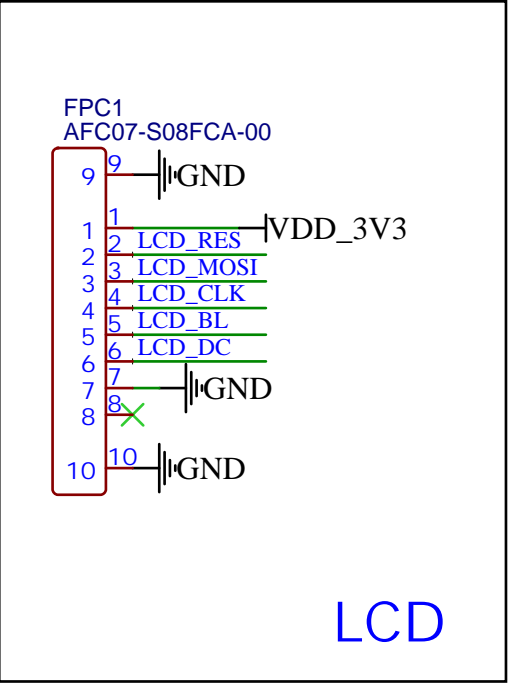 FPC1
AFC07-S08FCA-00
9 9 GND
1 1 VDD_3V3
2 2 LCD_RES
3 3 LCD_MOSI
4 4 LCD_CLK
5 5 LCD_BL
6 6 LCD_DC
7 7 GND
8 8
10 10 GND
LCD